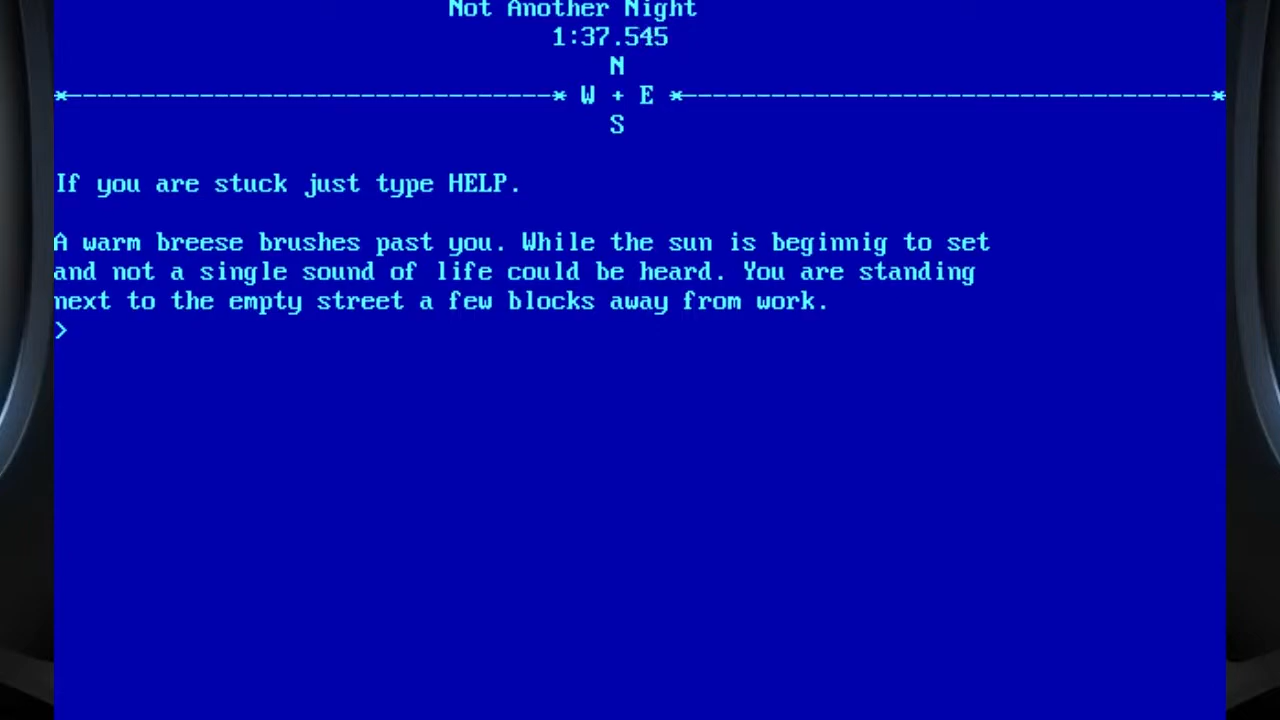 Not Another Night
1:37.545
N
*----------------------------------* W + E *-------------------------------------*
S
If you are stuck just type HELP.
A warm breese brushes past you. While the sun is beginnig to set
and not a single sound of life could be heard. You are standing
next to the empty street a few blocks away from work.
>